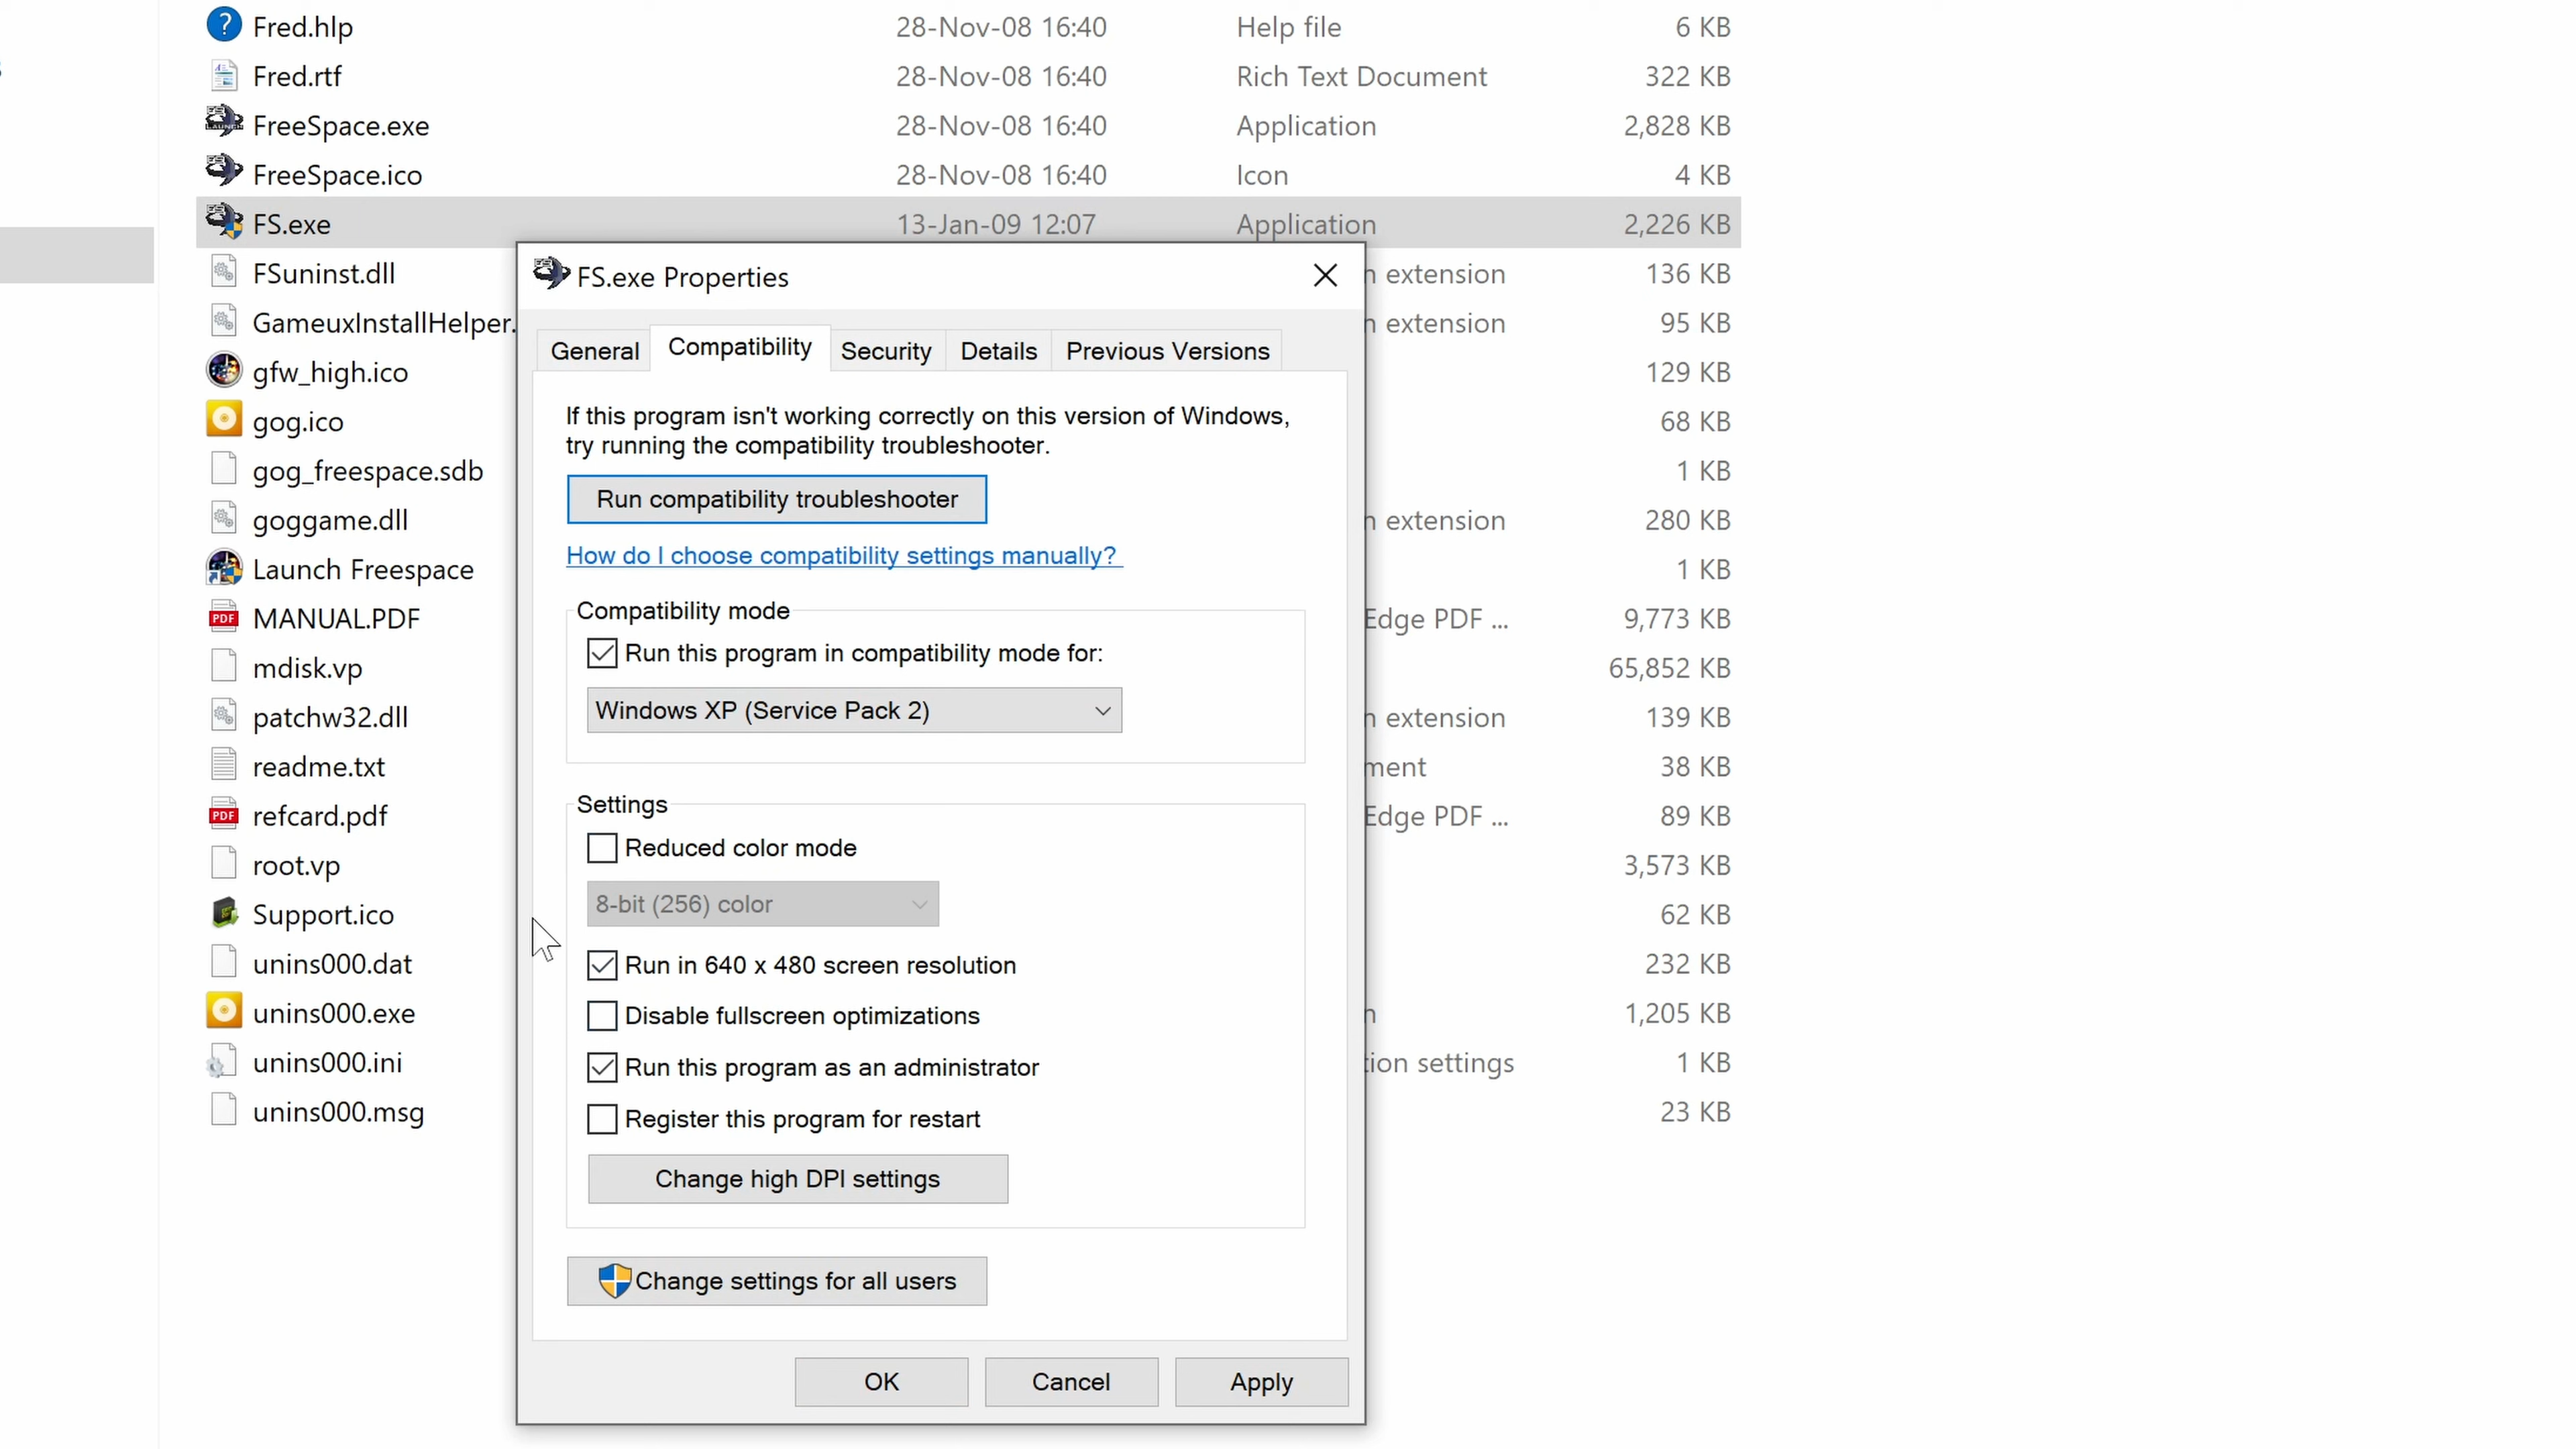 Fred.hlp 28-Nov-08 16:40 Help file 6 KB
Fred.rtf 28-Nov-08 16:40 Rich Text Document 322 KB
FreeSpace.exe 28-Nov-08 16:40 Application 2,828 KB
FreeSpace.ico 28-Nov-08 16:40 Icon 4 KB
FS.exe 13-Jan-09 12:07 Application 2,226 KB
FSuninst.dll n extension 136 KB
GameuxInstallHelper. n extension 95 KB
gfw_high.ico 129 KB
gog.ico 68 KB
gog_freespace.sdb 1 KB
goggame.dll n extension 280 KB
Launch Freespace 1 KB
MANUAL.PDF Edge PDF ... 9,773 KB
mdisk.vp 65,852 KB
patchw32.dll n extension 139 KB
readme.txt ment 38 KB
refcard.pdf Edge PDF ... 89 KB
root.vp 3,573 KB
Support.ico 62 KB
unins000.dat 232 KB
unins000.exe n 1,205 KB
unins000.ini tion settings 1 KB
unins000.msg 23 KB
FS.exe Properties
General Compatibility Security Details Previous Versions
If this program isn't working correctly on this version of Windows,
try running the compatibility troubleshooter.
Run compatibility troubleshooter
How do I choose compatibility settings manually?
Compatibility mode
Run this program in compatibility mode for:
Windows XP (Service Pack 2)
Settings
Reduced color mode
8-bit (256) color
Run in 640 x 480 screen resolution
Disable fullscreen optimizations
Run this program as an administrator
Register this program for restart
Change high DPI settings
Change settings for all users
OK Cancel Apply